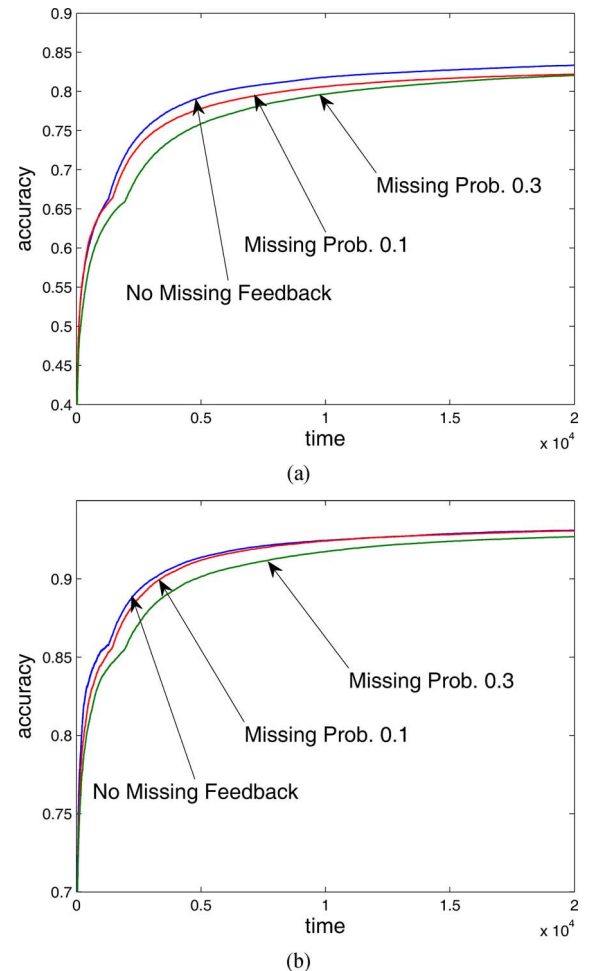 0.9
0.85
0.8
0.75
0.7
0.65
0.6
0.55
0.5
0.45
0.4
accuracy
Missing Prob. 0.3
Missing Prob. 0.1
No Missing Feedback
0 0.5 1 1.5 2
time
x 10^4
(a)
0.9
0.85
0.8
0.75
0.7
accuracy
Missing Prob. 0.3
Missing Prob. 0.1
No Missing Feedback
0 0.5 1 1.5 2
time
x 10^4
(b)